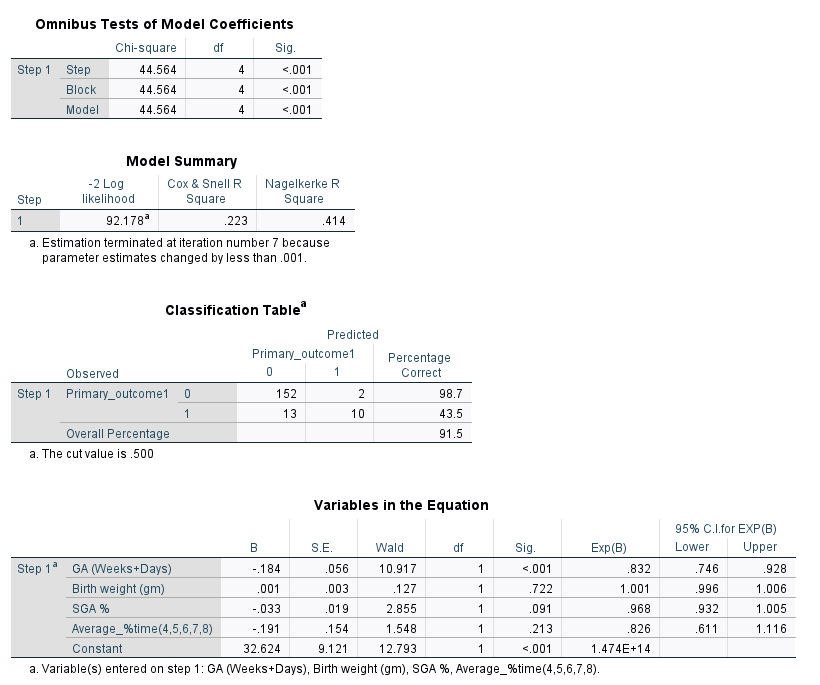 Omnibus Tests of Model Coefficients
Chi-square df Sig.
Step 1 Step 44.564 4 <.001
Block 44.564 4 <.001
Model 44.564 4 <.001
Model Summary
-2 Log Cox & Snell R Nagelkerke R
Step likelihood Square Square
1 92.178a .223 .414
a. Estimation terminated at iteration number 7 because
parameter estimates changed by less than .001.
Classification Tablea
Predicted
Primary_outcome1 Percentage
Observed 0 1 Correct
Step 1 Primary_outcome1 0 152 2 98.7
1 13 10 43.5
Overall Percentage 91.5
a. The cut value is .500
Variables in the Equation
95% C.I.for EXP(B)
B S.E. Wald df Sig. Exp(B) Lower Upper
Step 1a GA (Weeks+Days) -.184 .056 10.917 1 <.001 .832 .746 .928
Birth weight (gm) .001 .003 .127 1 .722 1.001 .996 1.006
SGA % -.033 .019 2.855 1 .091 .968 .932 1.005
Average_%time(4,5,6,7,8) -.191 .154 1.548 1 .213 .826 .611 1.116
Constant 32.624 9.121 12.793 1 <.001 1.474E+14
a. Variable(s) entered on step 1: GA (Weeks+Days), Birth weight (gm), SGA %, Average_%time(4,5,6,7,8).